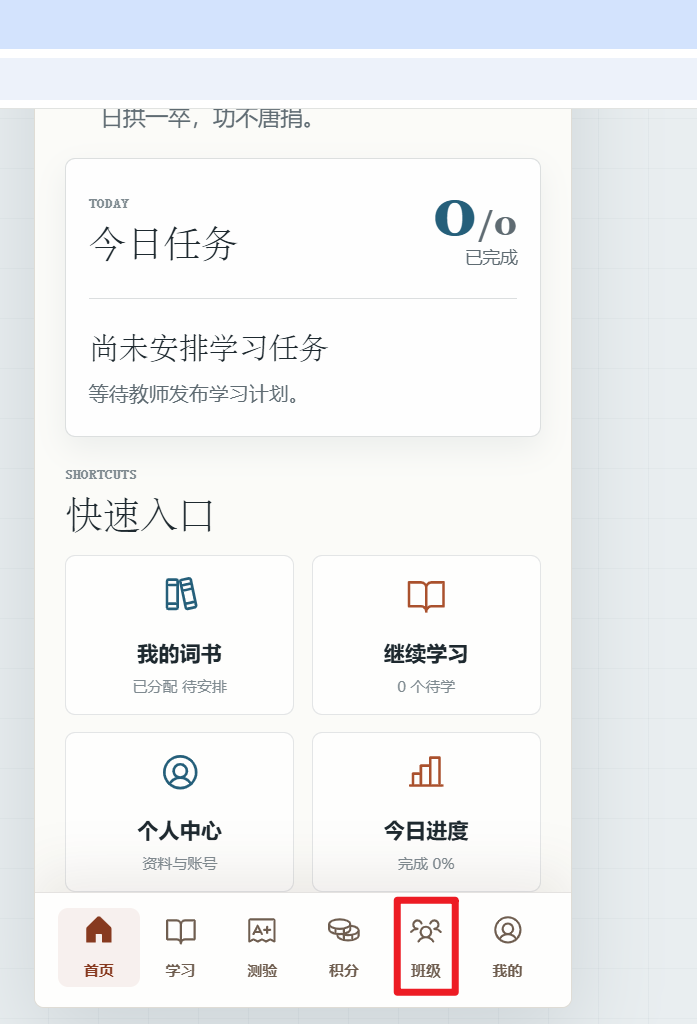 日拱一卒，功不唐捐。
TODAY
今日任务
0/0
已完成
尚未安排学习任务
等待教师发布学习计划。
SHORTCUTS
快速入口
我的词书
已分配 待安排
继续学习
0 个待学
个人中心
资料与账号
今日进度
完成 0%
A+
首页
学习
测验
积分
班级
我的